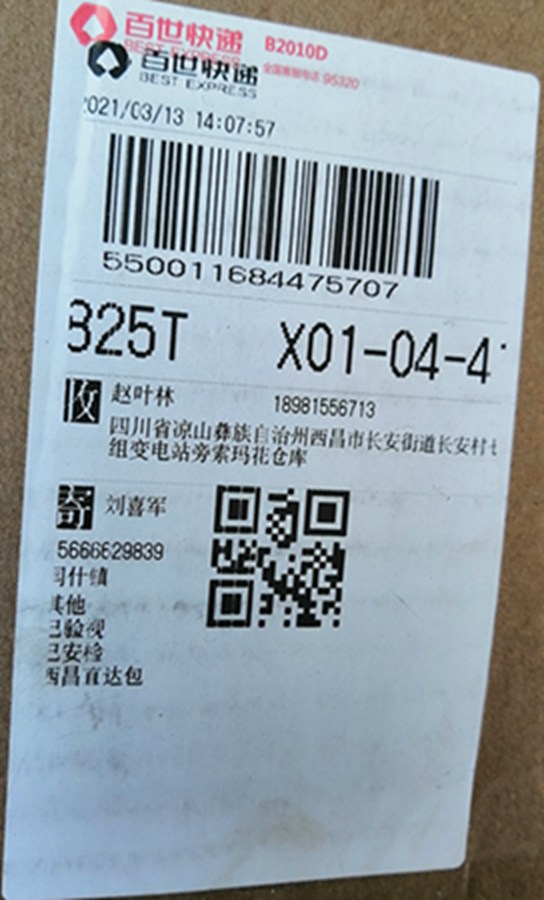 百世快递 B2010D
BEST EXPRESS 全国客服电话 95320
百世快递
BEST EXPRESS
2021/03/13 14:07:57
550011684475707
825T X01-04-4
收 赵叶林 18981556713
四川省凉山彝族自治州西昌市长安街道长安村七
组变电站旁索玛花仓库
寄 刘喜军
5666629839
司什镇
其他
已验视
已安检
西昌直达包